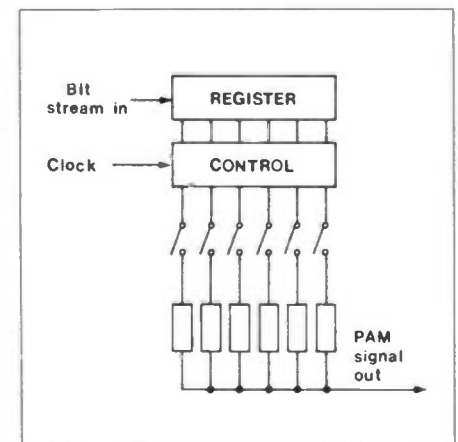 REGISTER
Bit
stream in
Clock
CONTROL
PAM
signal
out